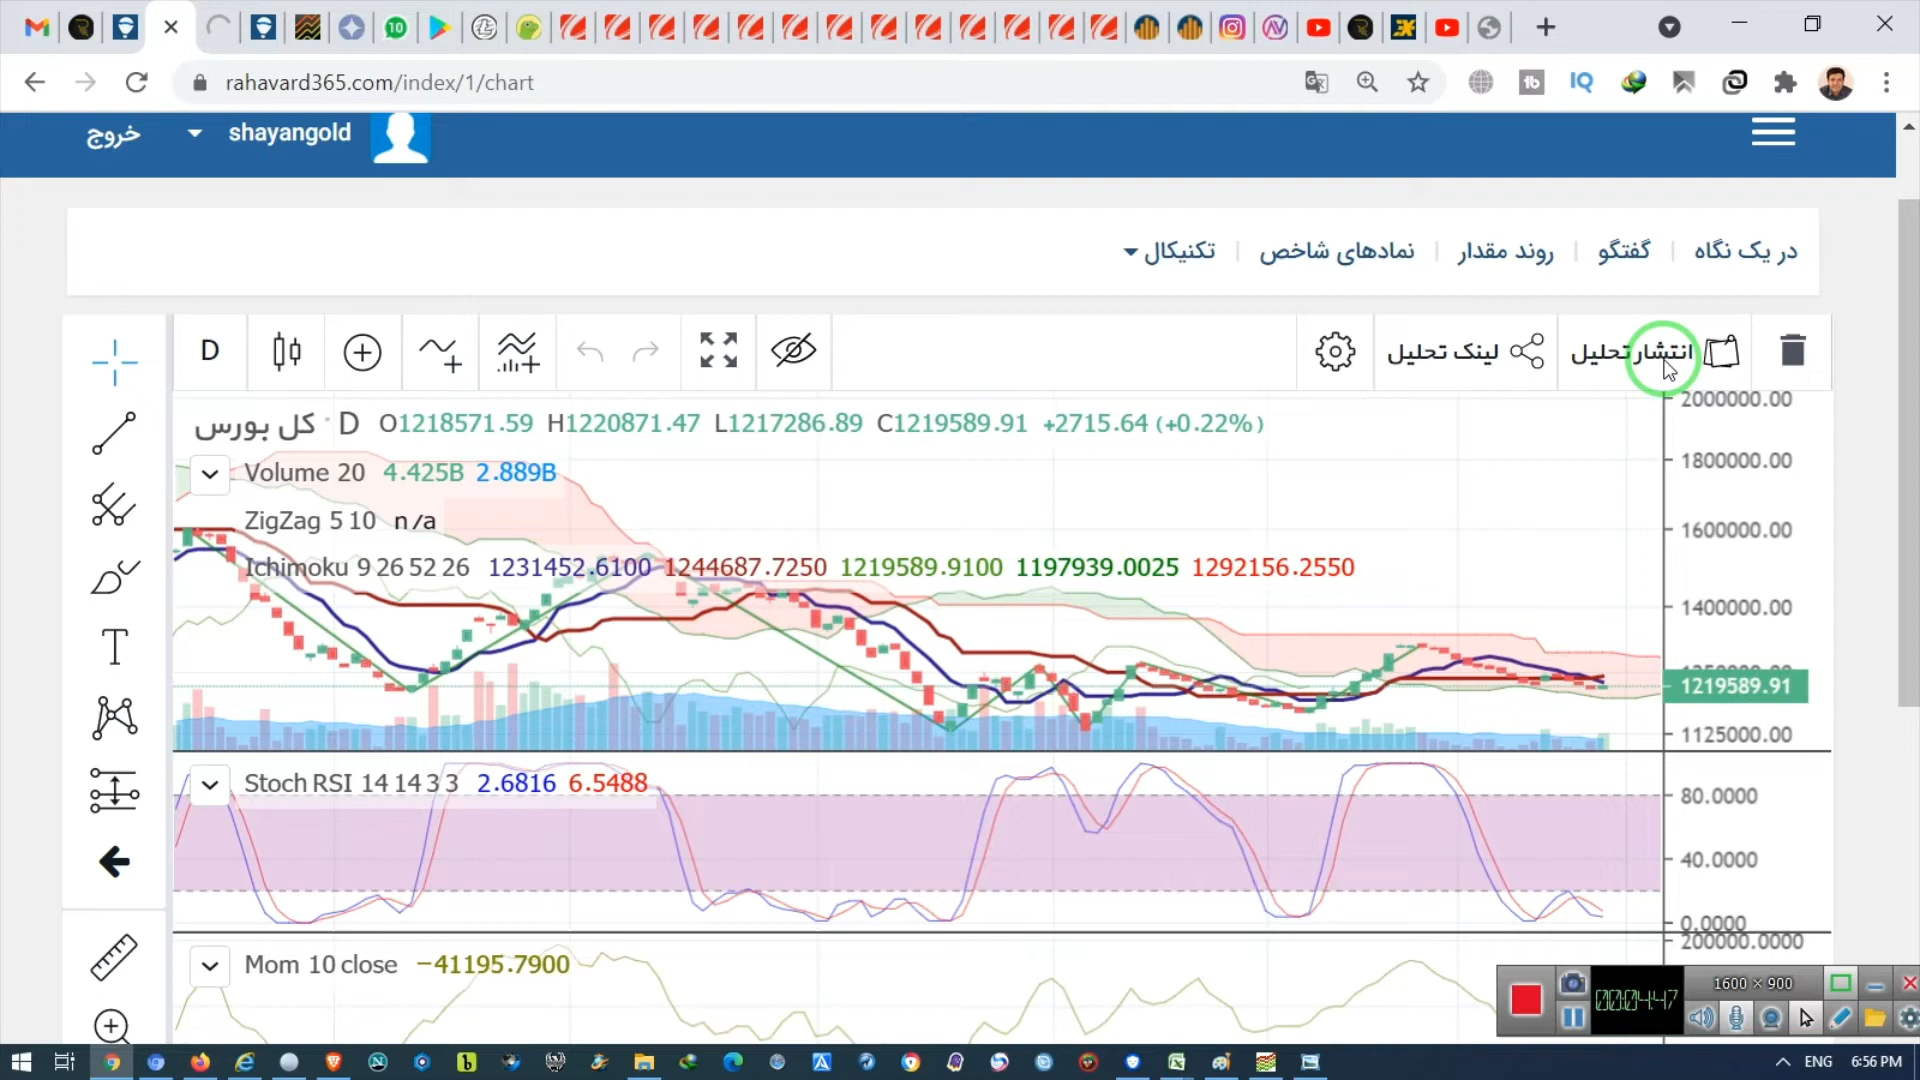 rahavard365.com/index/1/chart
خروج
shayangold
در یک نگاه
گفتگو
روند مقدار
نمادهای شاخص
تکنیکال
D
لینک تحلیل
انتشار تحلیل
کل بورس · D O1218571.59 H1220871.47 L1217286.89 C1219589.91 +2715.64 (+0.22%)
Volume 20 4.425B 2.889B
ZigZag 5 10 n/a
Ichimoku 9 26 52 26 1231452.6100 1244687.7250 1219589.9100 1197939.0025 1292156.2550
2000000.00
1800000.00
1600000.00
1400000.00
1219589.91
1125000.00
Stoch RSI 14 14 3 3 2.6816 6.5488
80.0000
40.0000
0.0000
200000.0000
Mom 10 close −41195.7900
1600 × 900
ENG 6:56 PM